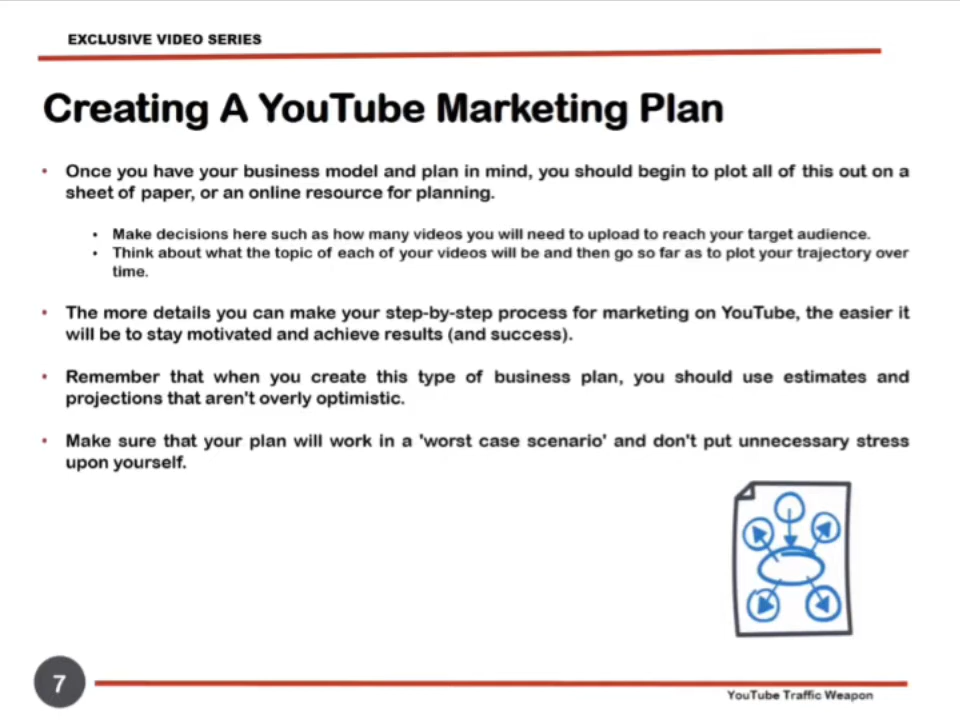 EXCLUSIVE VIDEO SERIES
Creating A YouTube Marketing Plan
• Once you have your business model and plan in mind, you should begin to plot all of this out on a
sheet of paper, or an online resource for planning.
• Make decisions here such as how many videos you will need to upload to reach your target audience.
• Think about what the topic of each of your videos will be and then go so far as to plot your trajectory over
time.
• The more details you can make your step-by-step process for marketing on YouTube, the easier it
will be to stay motivated and achieve results (and success).
• Remember that when you create this type of business plan, you should use estimates and
projections that aren't overly optimistic.
• Make sure that your plan will work in a 'worst case scenario' and don't put unnecessary stress
upon yourself.
7
YouTube Traffic Weapon